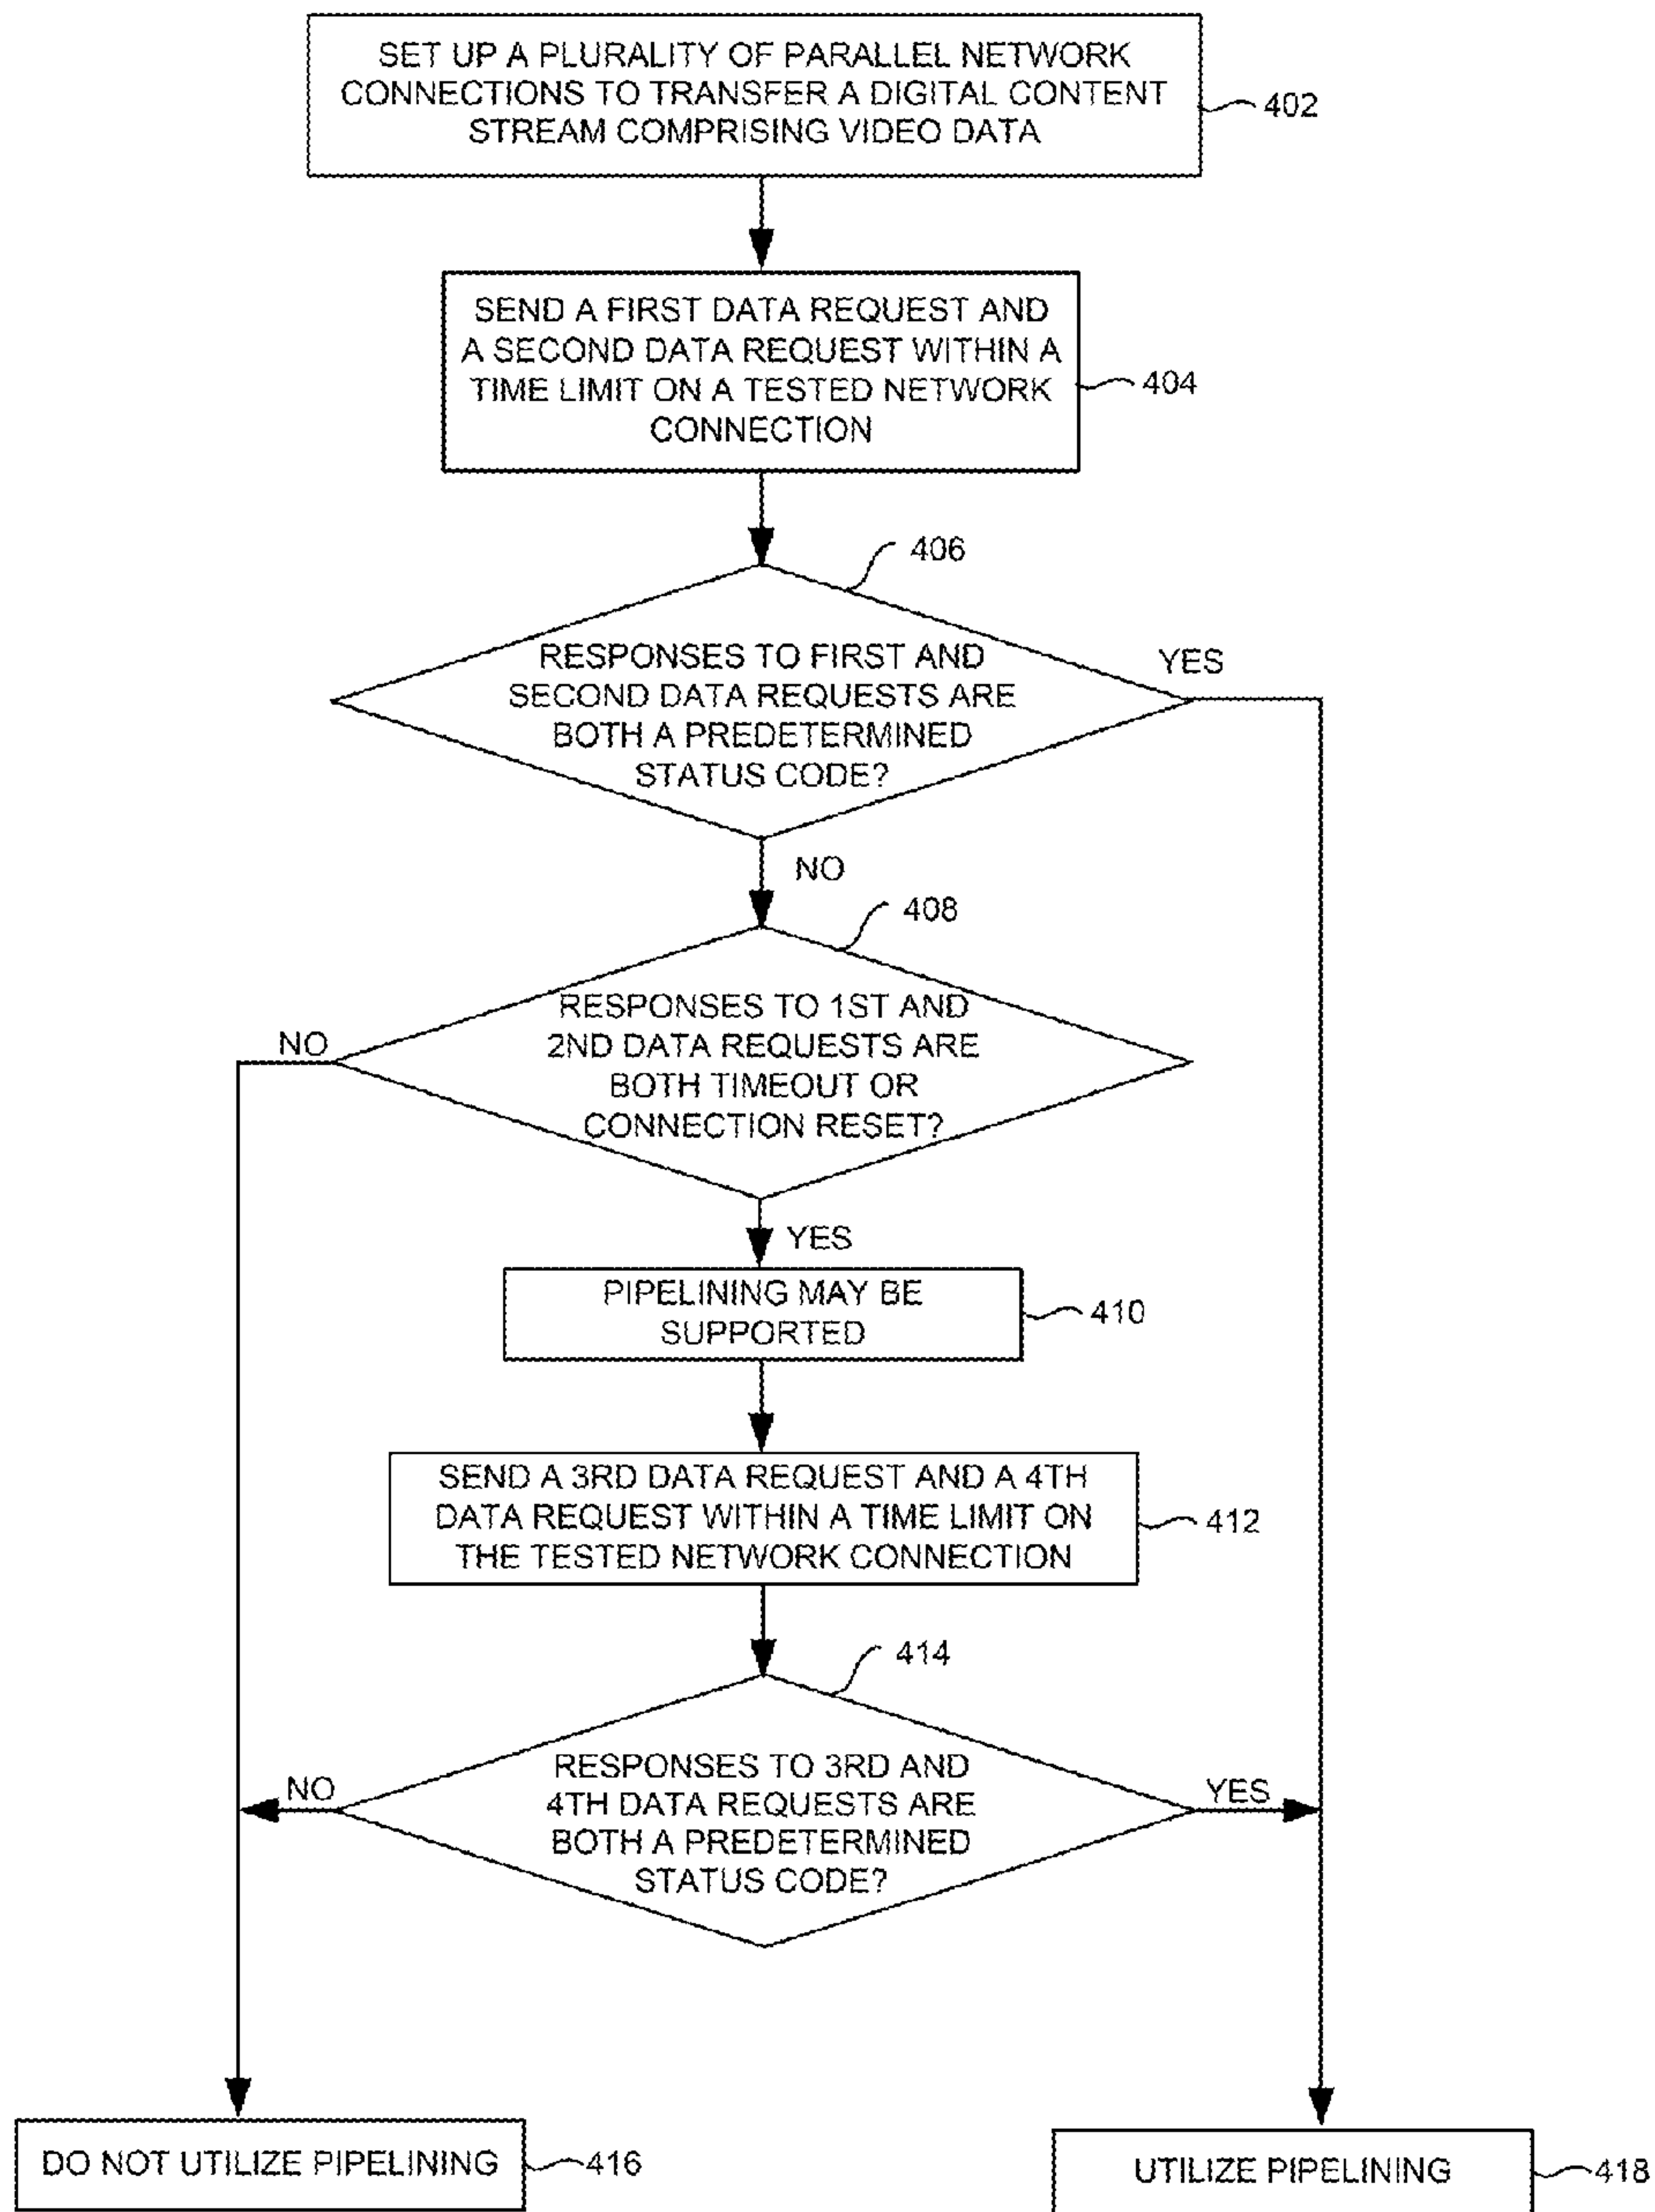 SET UP A PLURALITY OF PARALLEL NETWORK
CONNECTIONS TO TRANSFER A DIGITAL CONTENT
STREAM COMPRISING VIDEO DATA
402
SEND A FIRST DATA REQUEST AND
A SECOND DATA REQUEST WITHIN A
TIME LIMIT ON A TESTED NETWORK
CONNECTION
404
406
RESPONSES TO FIRST AND
SECOND DATA REQUESTS ARE
BOTH A PREDETERMINED
STATUS CODE?
YES
NO
408
RESPONSES TO 1ST AND
2ND DATA REQUESTS ARE
BOTH TIMEOUT OR
CONNECTION RESET?
NO
YES
PIPELINING MAY BE
SUPPORTED
410
SEND A 3RD DATA REQUEST AND A 4TH
DATA REQUEST WITHIN A TIME LIMIT ON
THE TESTED NETWORK CONNECTION
412
414
RESPONSES TO 3RD AND
4TH DATA REQUESTS ARE
BOTH A PREDETERMINED
STATUS CODE?
NO
YES
DO NOT UTILIZE PIPELINING
416
UTILIZE PIPELINING
418